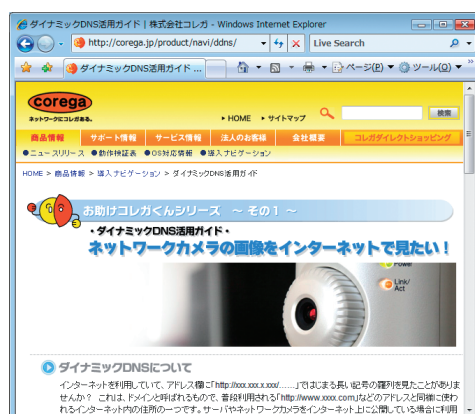 ダイナミックDNS活用ガイド | 株式会社コレガ - Windows Internet Explorer
http://corega.jp/product/navi/ddns/
Live Search
ダイナミックDNS活用ガイド ...
ページ(P)
ツール(O)
corega
ネットワークにコレがある。
HOME
サイトマップ
検索
商品情報
サポート情報
サービス情報
法人のお客様
会社概要
コレガダイレクトショッピング
●ニュースリリース ●動作検証表 ●OS対応情報 ●導入ナビゲーション
HOME > 商品情報 > 導入ナビゲーション > ダイナミックDNS活用ガイド
お助けコレガくんシリーズ ～ その1 ～
・ダイナミックDNS活用ガイド・
ネットワークカメラの画像をインターネットで見たい！
Power
Link/
Act
ダイナミックDNSについて
インターネットを利用していて、アドレス欄に「http://xxx.xxx.x.xxx/……」ではじまる長い記号の羅列を見たことがありま
せんか？ これは、ドメインと呼ばれるもので、普段利用される「http://www.xxxx.com」などのアドレスと同様に使わ
れるインターネット内の住所の一つです。サーバやネットワークカメラをインターネット上に公開している場合に利用